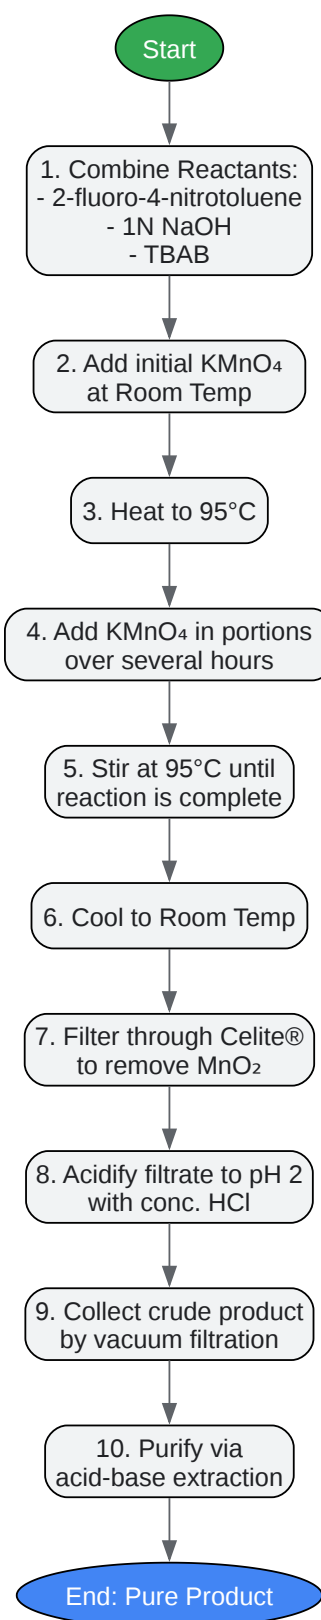 Start
1. Combine Reactants:
- 2-fluoro-4-nitrotoluene
- 1N NaOH
- TBAB
2. Add initial KMnO₄
at Room Temp
3. Heat to 95°C
4. Add KMnO₄ in portions
over several hours
5. Stir at 95°C until
reaction is complete
6. Cool to Room Temp
7. Filter through Celite®
to remove MnO₂
8. Acidify filtrate to pH 2
with conc. HCl
9. Collect crude product
by vacuum filtration
10. Purify via
acid-base extraction
End: Pure Product